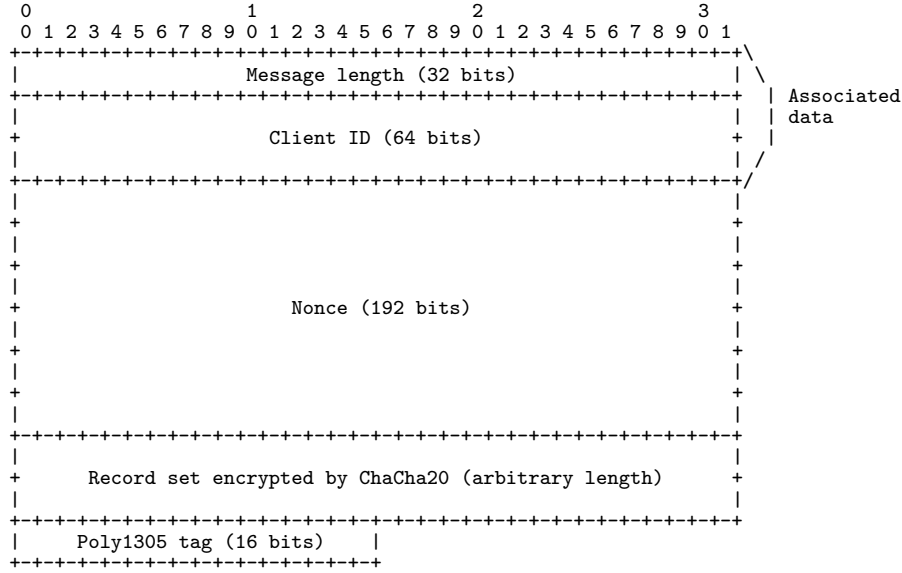 0                   1                   2                   3
0 1 2 3 4 5 6 7 8 9 0 1 2 3 4 5 6 7 8 9 0 1 2 3 4 5 6 7 8 9 0 1
Message length (32 bits)
Associated
data
Client ID (64 bits)
Nonce (192 bits)
Record set encrypted by ChaCha20 (arbitrary length)
Poly1305 tag (16 bits)